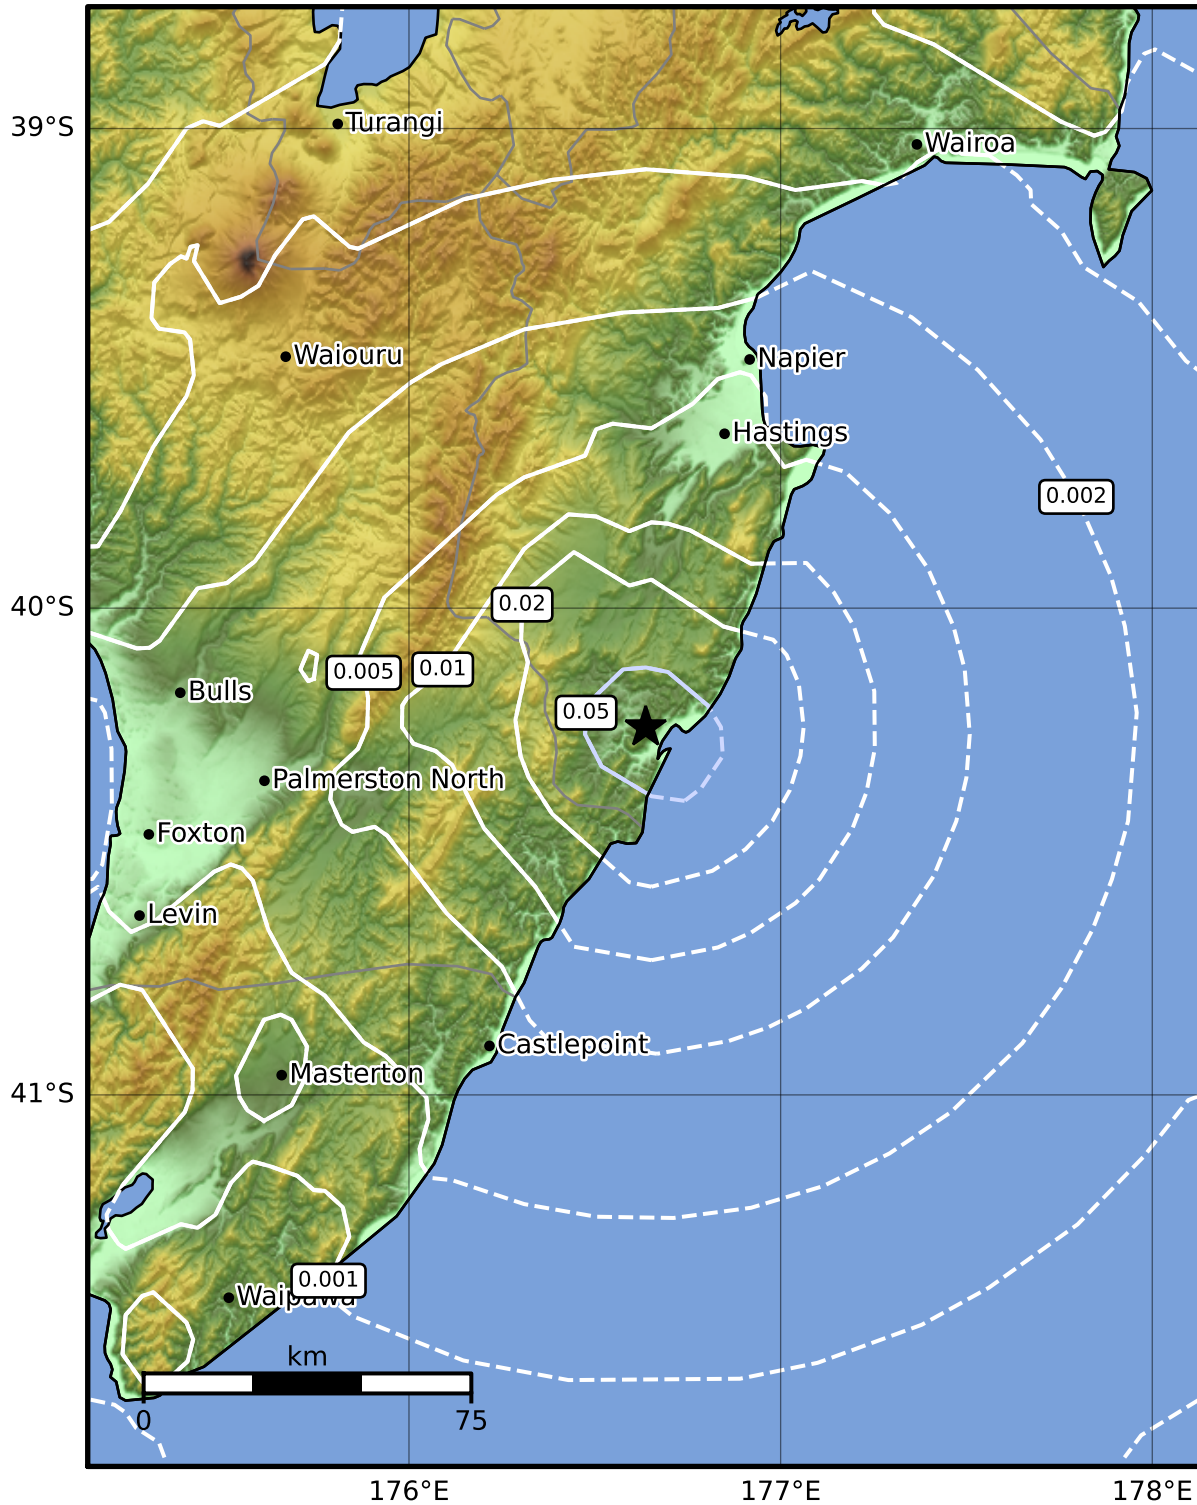 39°S
Turangi
Wairoa
Waiouru
Napier
Hastings
0.002
40°S
0.02
0.005
0.01
Bulls
0.05
Palmerston North
Foxton
Levin
Castlepoint
Masterton
41°S
0.001
Waipawa
km
0
75
176°E
177°E
178°E